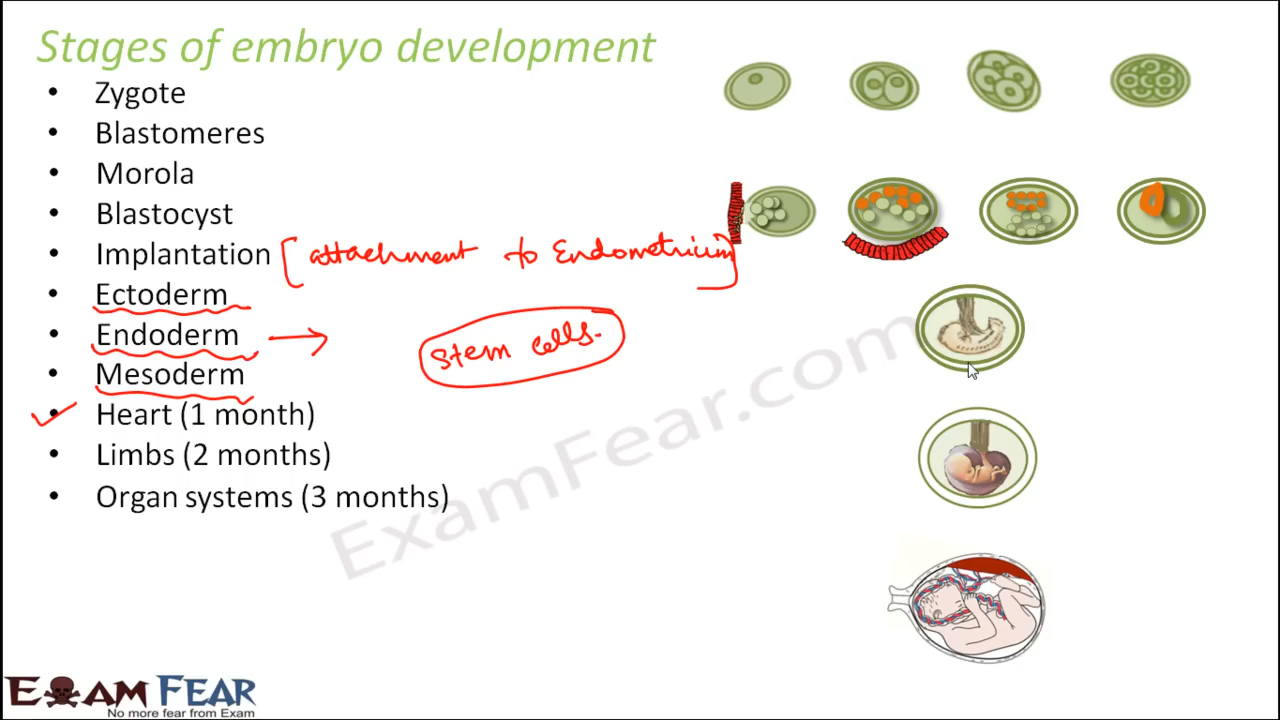 Stages of embryo development
• Zygote
• Blastomeres
• Morola
• Blastocyst
• Implantation [attachment to Endometrium]
• Ectoderm
• Endoderm →
Stem cells.
• Mesoderm
• Heart (1 month)
• Limbs (2 months)
• Organ systems (3 months)
ExamFear.com
EXAM FEAR
No more fear from Exam